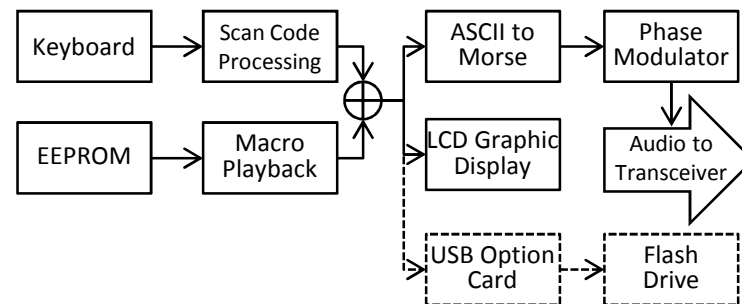 Keyboard
Scan Code
Processing
ASCII to
Morse
Phase
Modulator
EEPROM
Macro
Playback
LCD Graphic
Display
Audio to
Transceiver
USB Option
Card
Flash
Drive